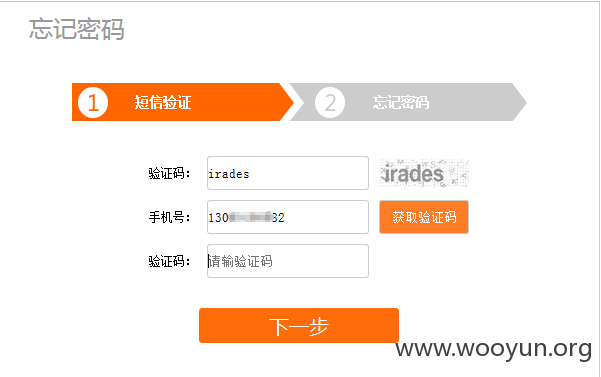 忘记密码
1 短信验证 2 忘记密码
验证码： irades irades
手机号： 130 32 获取验证码
验证码： 请输验证码
下一步
www.wooyun.org